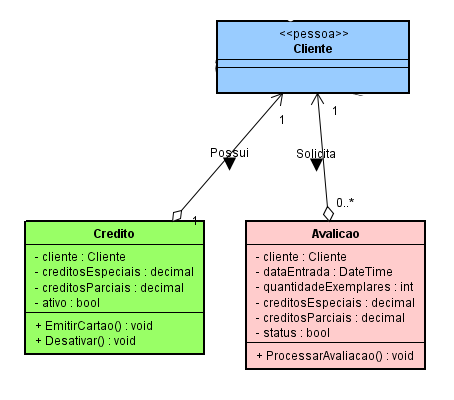 <<pessoa>>
Cliente
1
1
Possui
Solicita
1
0..*
Credito
- cliente : Cliente
- creditosEspeciais : decimal
- creditosParciais : decimal
- ativo : bool
+ EmitirCartao() : void
+ Desativar() : void
Avalicao
- cliente : Cliente
- dataEntrada : DateTime
- quantidadeExemplares : int
- creditosEspeciais : decimal
- creditosParciais : decimal
- status : bool
+ ProcessarAvaliacao() : void